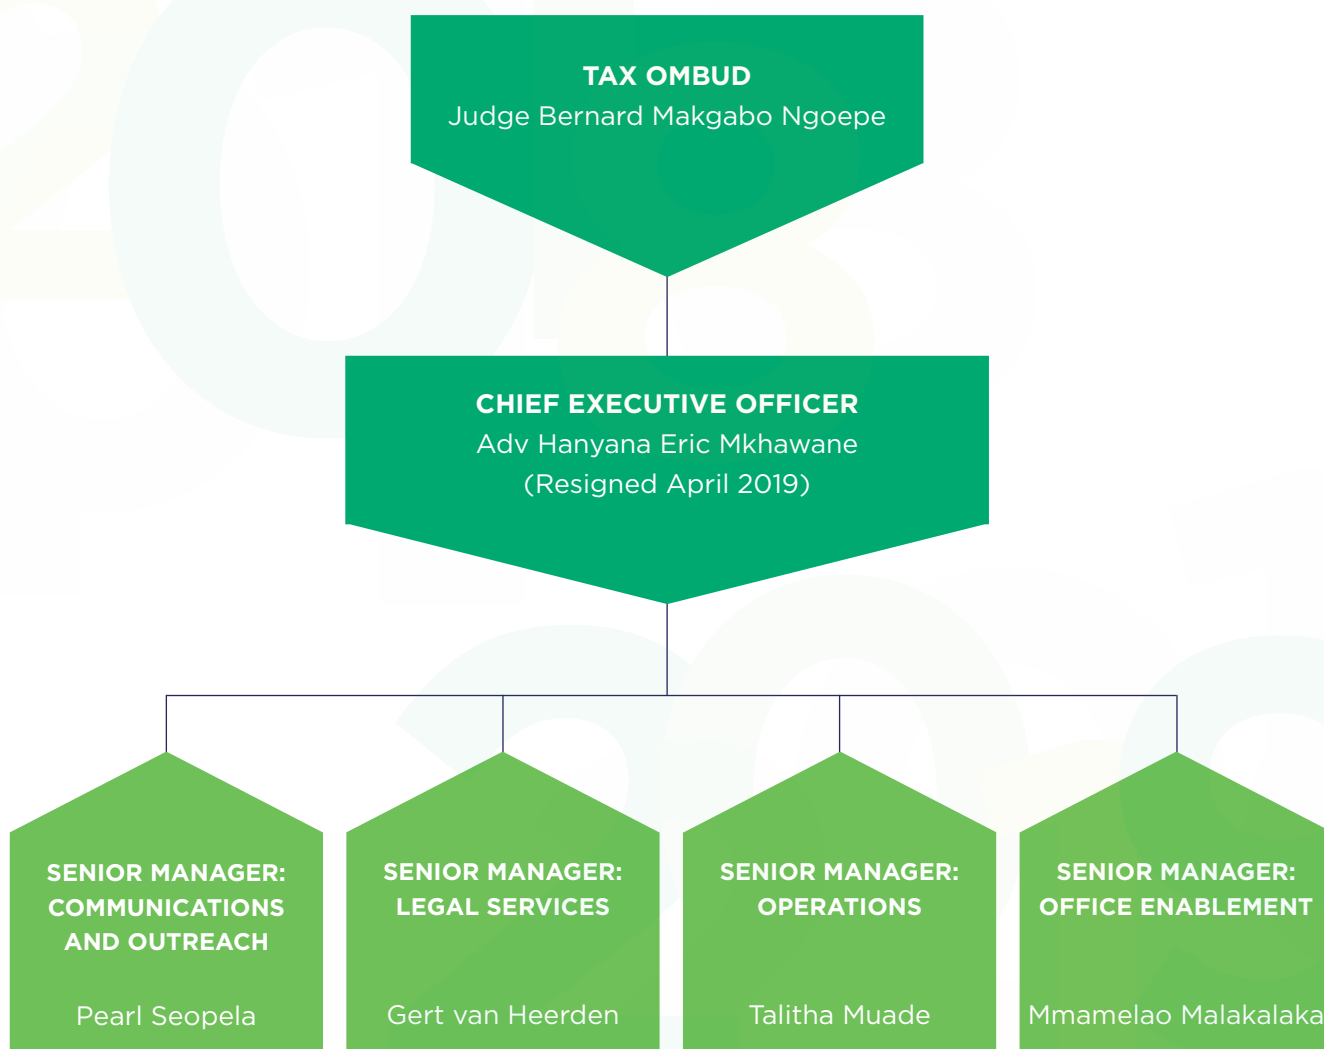 TAX OMBUD
Judge Bernard Makgabo Ngoepe
CHIEF EXECUTIVE OFFICER
Adv Hanyana Eric Mkhawane
(Resigned April 2019)
SENIOR MANAGER:
COMMUNICATIONS
AND OUTREACH
Pearl Seopela
SENIOR MANAGER:
LEGAL SERVICES
Gert van Heerden
SENIOR MANAGER:
OPERATIONS
Talitha Muade
SENIOR MANAGER:
OFFICE ENABLEMENT
Mmamelao Malakalaka